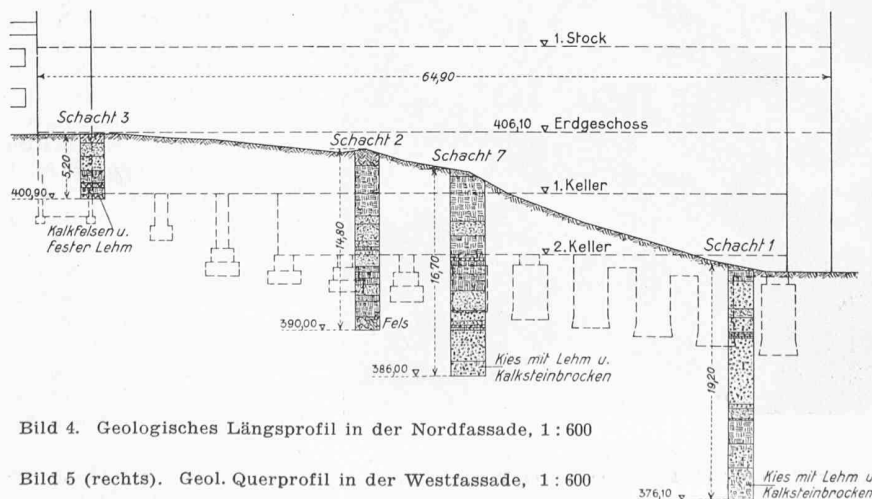 1. Stock
64,90
Schacht 3
406,10 Erdgeschoss
Schacht 2
Schacht 7
5,20
400,90
1. Keller
Kalkfelsen u.
fester Lehm
14,80
16,70
2. Keller
Schacht 1
390,00
Fels
19,20
386,00
Kies mit Lehm u.
Kalksteinbrocken
Bild 4. Geologisches Längsprofil in der Nordfassade, 1 : 600
Bild 5 (rechts). Geol. Querprofil in der Westfassade, 1 : 600
376,10
Kies mit Lehm u
Kalksteinbrocken